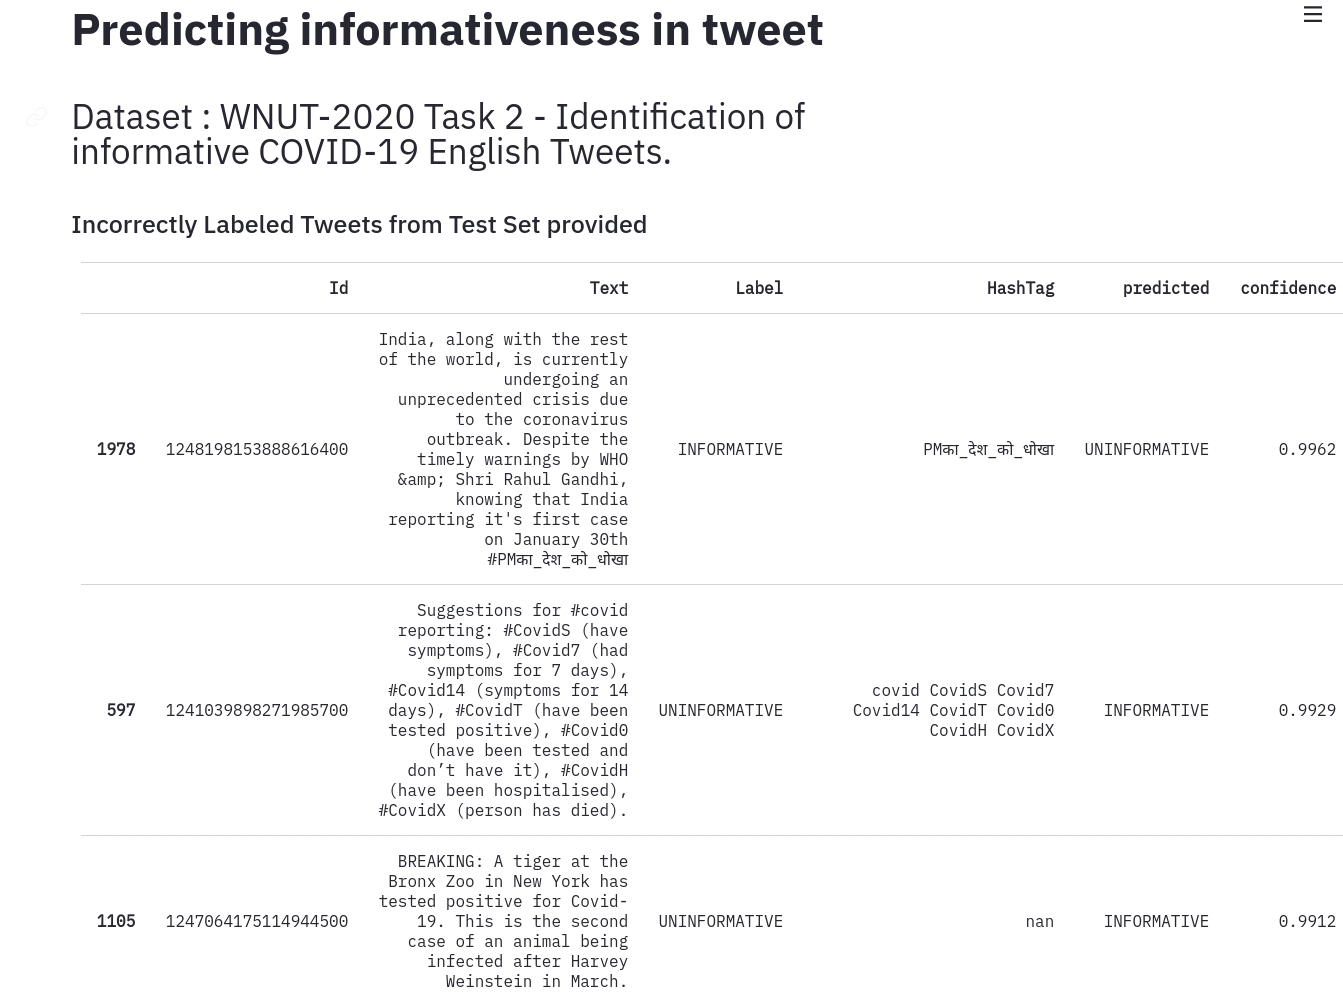 Predicting informativeness in tweet
Dataset : WNUT-2020 Task 2 - Identification of
informative COVID-19 English Tweets.
Incorrectly Labeled Tweets from Test Set provided
Id Text Label HashTag predicted confidence
India, along with the rest
of the world, is currently
undergoing an
unprecedented crisis due
to the coronavirus
outbreak. Despite the
timely warnings by WHO
&amp; Shri Rahul Gandhi,
knowing that India
reporting it's first case
on January 30th
#PMका_देश_को_धोखा
1978 1248198153888616400 INFORMATIVE PMका_देश_को_धोखा UNINFORMATIVE 0.9962
Suggestions for #covid
reporting: #CovidS (have
symptoms), #Covid7 (had
symptoms for 7 days),
#Covid14 (symptoms for 14
days), #CovidT (have been
tested positive), #Covid0
(have been tested and
don’t have it), #CovidH
(have been hospitalised),
#CovidX (person has died).
597 1241039898271985700 UNINFORMATIVE
covid CovidS Covid7
Covid14 CovidT Covid0
CovidH CovidX
INFORMATIVE 0.9929
BREAKING: A tiger at the
Bronx Zoo in New York has
tested positive for Covid-
19. This is the second
case of an animal being
infected after Harvey
Weinstein in March.
1105 1247064175114944500 UNINFORMATIVE nan INFORMATIVE 0.9912